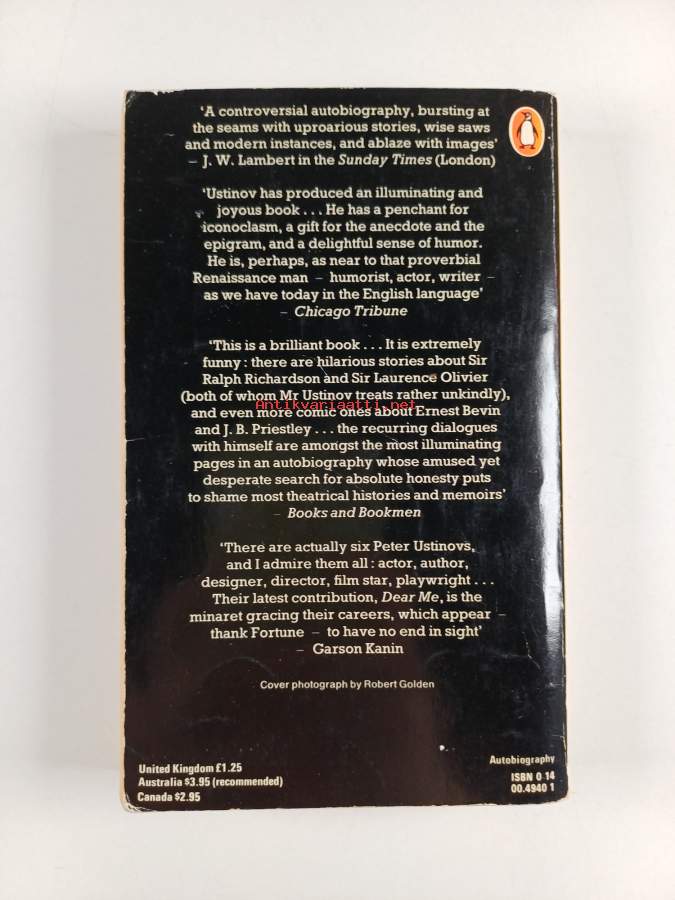 ‘A controversial autobiography, bursting at
the seams with uproarious stories, wise saws
and modern instances, and ablaze with images’
– J. W. Lambert in the Sunday Times (London)
‘Ustinov has produced an illuminating and
joyous book . . . He has a penchant for
iconoclasm, a gift for the anecdote and the
epigram, and a delightful sense of humor.
He is, perhaps, as near to that proverbial
Renaissance man – humorist, actor, writer –
as we have today in the English language’
– Chicago Tribune
‘This is a brilliant book . . . It is extremely
funny : there are hilarious stories about Sir
Ralph Richardson and Sir Laurence Olivier
(both of whom Mr Ustinov treats rather unkindly),
Antikvariaatti.net
and even more comic ones about Ernest Bevin
and J. B. Priestley . . . the recurring dialogues
with himself are amongst the most illuminating
pages in an autobiography whose amused yet
desperate search for absolute honesty puts
to shame most theatrical histories and memoirs’
– Books and Bookmen
‘There are actually six Peter Ustinovs,
and I admire them all : actor, author,
designer, director, film star, playwright . . .
Their latest contribution, Dear Me, is the
minaret gracing their careers, which appear –
thank Fortune – to have no end in sight’
– Garson Kanin
Cover photograph by Robert Golden
United Kingdom £1.25
Australia $3.95 (recommended)
Canada $2.95
Autobiography
ISBN 0 14
00.4940 1